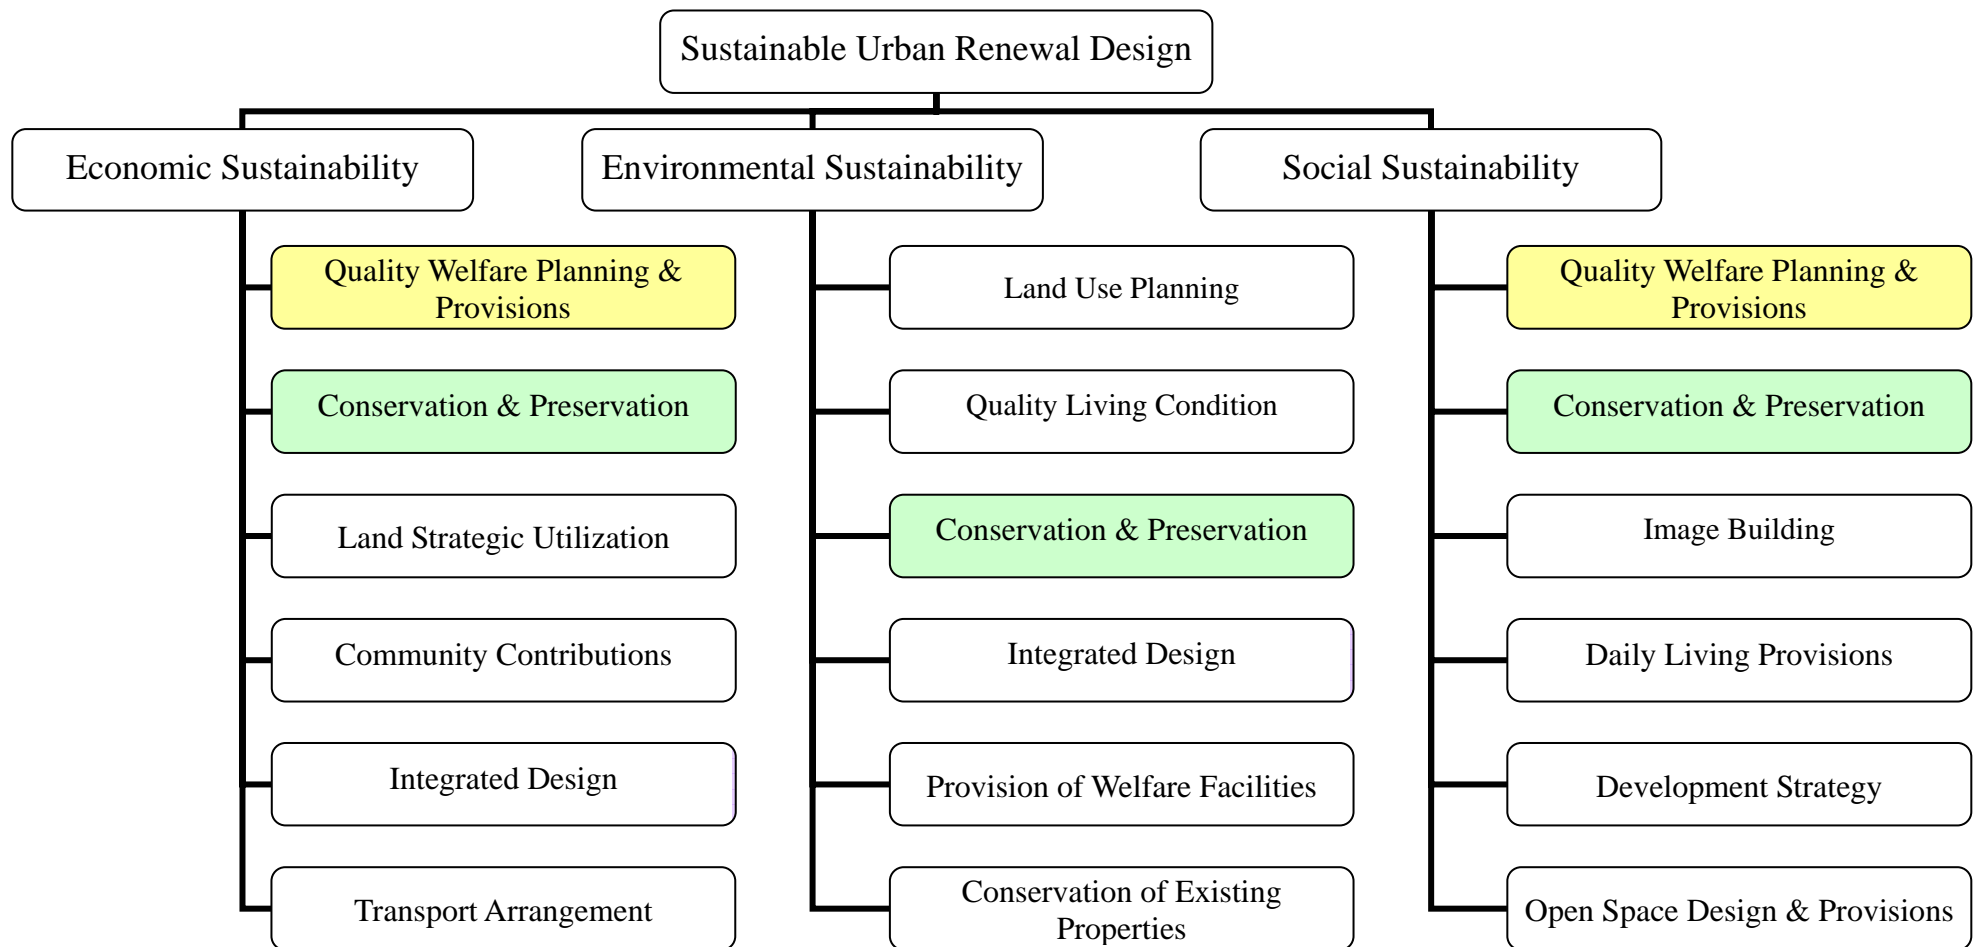 Sustainable Urban Renewal Design
Economic Sustainability
Environmental Sustainability
Social Sustainability
Quality Welfare Planning &
Provisions
Conservation & Preservation
Land Strategic Utilization
Community Contributions
Integrated Design
Transport Arrangement
Land Use Planning
Quality Living Condition
Conservation & Preservation
Integrated Design
Provision of Welfare Facilities
Conservation of Existing
Properties
Quality Welfare Planning &
Provisions
Conservation & Preservation
Image Building
Daily Living Provisions
Development Strategy
Open Space Design & Provisions